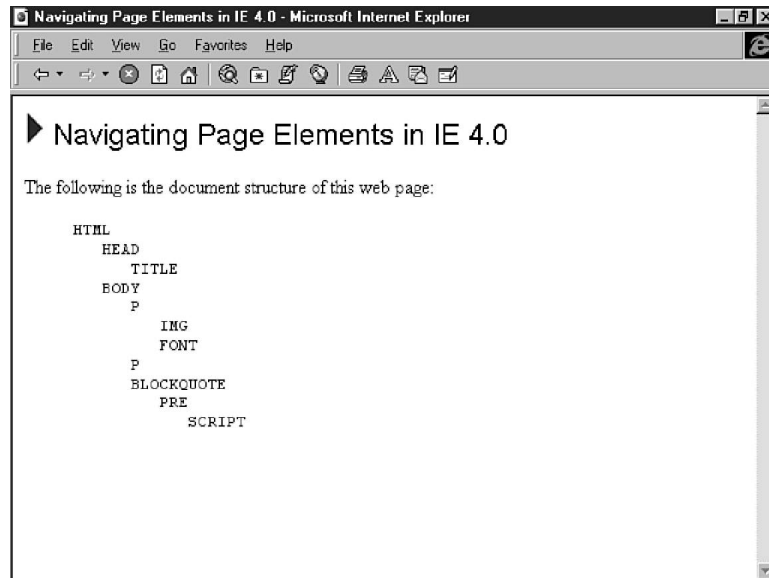 Navigating Page Elements in IE 4.0 - Microsoft Internet Explorer
File Edit View Go Favorites Help
Navigating Page Elements in IE 4.0
The following is the document structure of this web page:
HTML
HEAD
TITLE
BODY
P
IMG
FONT
P
BLOCKQUOTE
PRE
SCRIPT